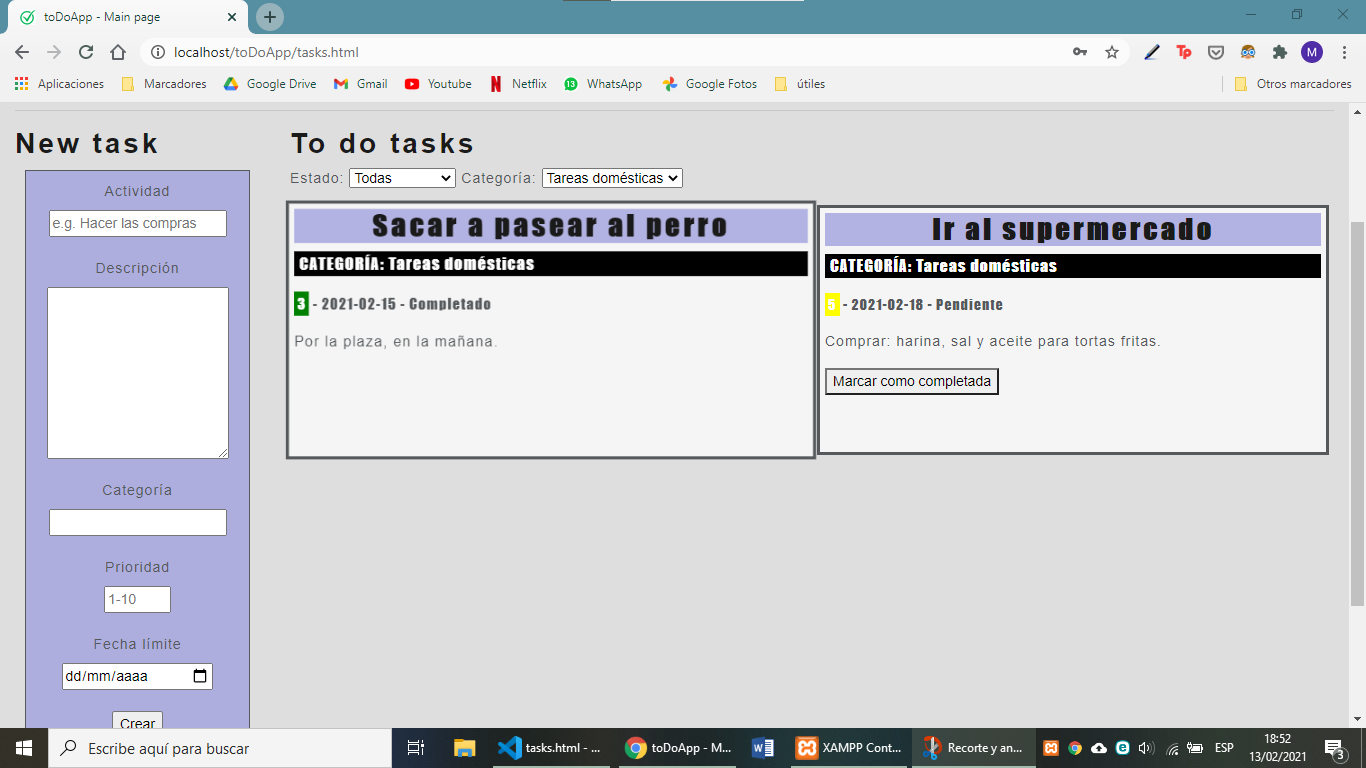 toDoApp - Main page
localhost/toDoApp/tasks.html
M
Aplicaciones Marcadores Google Drive Gmail Youtube Netflix 13 WhatsApp Google Fotos útiles Otros marcadores
New task
Actividad
e.g. Hacer las compras
Descripción
Categoría
Prioridad
1-10
Fecha límite
dd/mm/aaaa
Crear
To do tasks
Estado: Todas Categoría: Tareas domésticas
Sacar a pasear al perro
CATEGORÍA: Tareas domésticas
3 - 2021-02-15 - Completado
Por la plaza, en la mañana.
Ir al supermercado
CATEGORÍA: Tareas domésticas
5 - 2021-02-18 - Pendiente
Comprar: harina, sal y aceite para tortas fritas.
Marcar como completada
Escribe aquí para buscar
tasks.html - ...
toDoApp - M...
XAMPP Cont...
Recorte y an...
ESP
18:52
13/02/2021
3